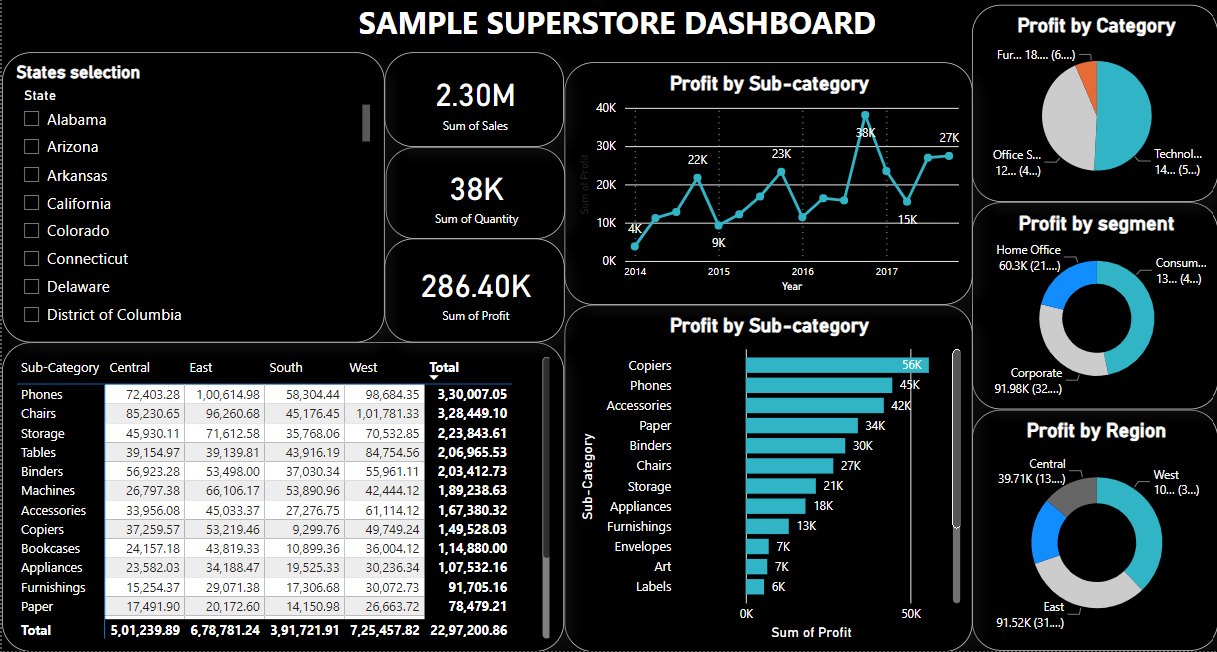 SAMPLE SUPERSTORE DASHBOARD
States selection
State
Alabama
Arizona
Arkansas
California
Colorado
Connecticut
Delaware
District of Columbia
2.30M
Sum of Sales
38K
Sum of Quantity
286.40K
Sum of Profit
Profit by Sub-category
Sum of Profit
40K
30K
20K
10K
0K
4K
22K
9K
23K
38K
15K
27K
2014
2015
2016
2017
Year
Profit by Category
Fur... 18.... (6....)
Office S...
12... (4...)
Technol...
14... (5...)
Profit by segment
Home Office
60.3K (21....)
Consum...
13... (4...)
Corporate
91.98K (32....)
Profit by Region
Central
39.71K (13....)
West
10... (3...)
East
91.52K (31....)
Sub-Category Central East South West Total
Phones 72,403.28 1,00,614.98 58,304.44 98,684.35 3,30,007.05
Chairs 85,230.65 96,260.68 45,176.45 1,01,781.33 3,28,449.10
Storage 45,930.11 71,612.58 35,768.06 70,532.85 2,23,843.61
Tables 39,154.97 39,139.81 43,916.19 84,754.56 2,06,965.53
Binders 56,923.28 53,498.00 37,030.34 55,961.11 2,03,412.73
Machines 26,797.38 66,106.17 53,890.96 42,444.12 1,89,238.63
Accessories 33,956.08 45,033.37 27,276.75 61,114.12 1,67,380.32
Copiers 37,259.57 53,219.46 9,299.76 49,749.24 1,49,528.03
Bookcases 24,157.18 43,819.33 10,899.36 36,004.12 1,14,880.00
Appliances 23,582.03 34,188.47 19,525.33 30,236.34 1,07,532.16
Furnishings 15,254.37 29,071.38 17,306.68 30,072.73 91,705.16
Paper 17,491.90 20,172.60 14,150.98 26,663.72 78,479.21
Total 5,01,239.89 6,78,781.24 3,91,721.91 7,25,457.82 22,97,200.86
Profit by Sub-category
Sub-Category
Copiers 56K
Phones 45K
Accessories 42K
Paper 34K
Binders 30K
Chairs 27K
Storage 21K
Appliances 18K
Furnishings 13K
Envelopes 7K
Art 7K
Labels 6K
0K 50K
Sum of Profit